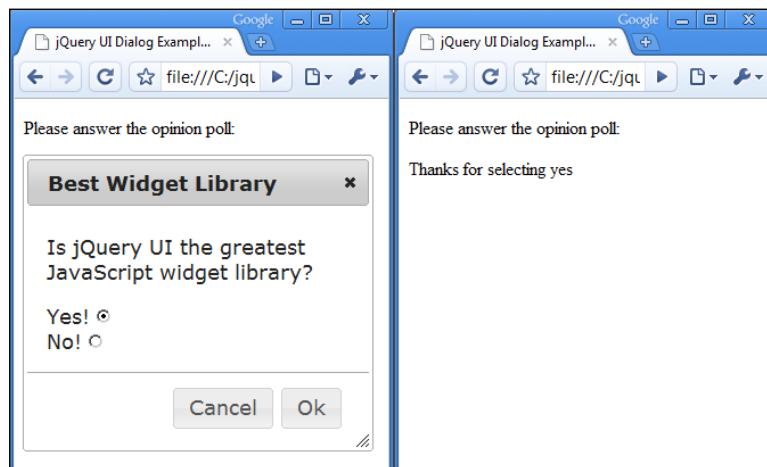 Google
jQuery UI Dialog Exampl...
file:///C:/jqu
Please answer the opinion poll:
Best Widget Library
Is jQuery UI the greatest
JavaScript widget library?
Yes!
No!
Cancel Ok
Google
jQuery UI Dialog Exampl...
file:///C:/jqu
Please answer the opinion poll:
Thanks for selecting yes